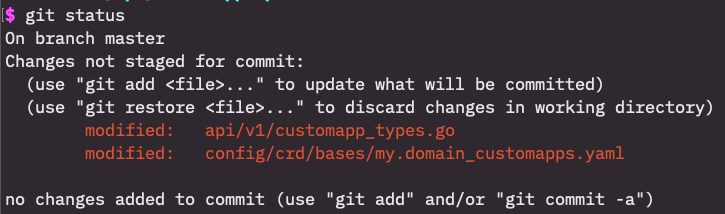 $ git status
On branch master
Changes not staged for commit:
  (use "git add <file>..." to update what will be committed)
  (use "git restore <file>..." to discard changes in working directory)
        modified:   api/v1/customapp_types.go
        modified:   config/crd/bases/my.domain_customapps.yaml

no changes added to commit (use "git add" and/or "git commit -a")